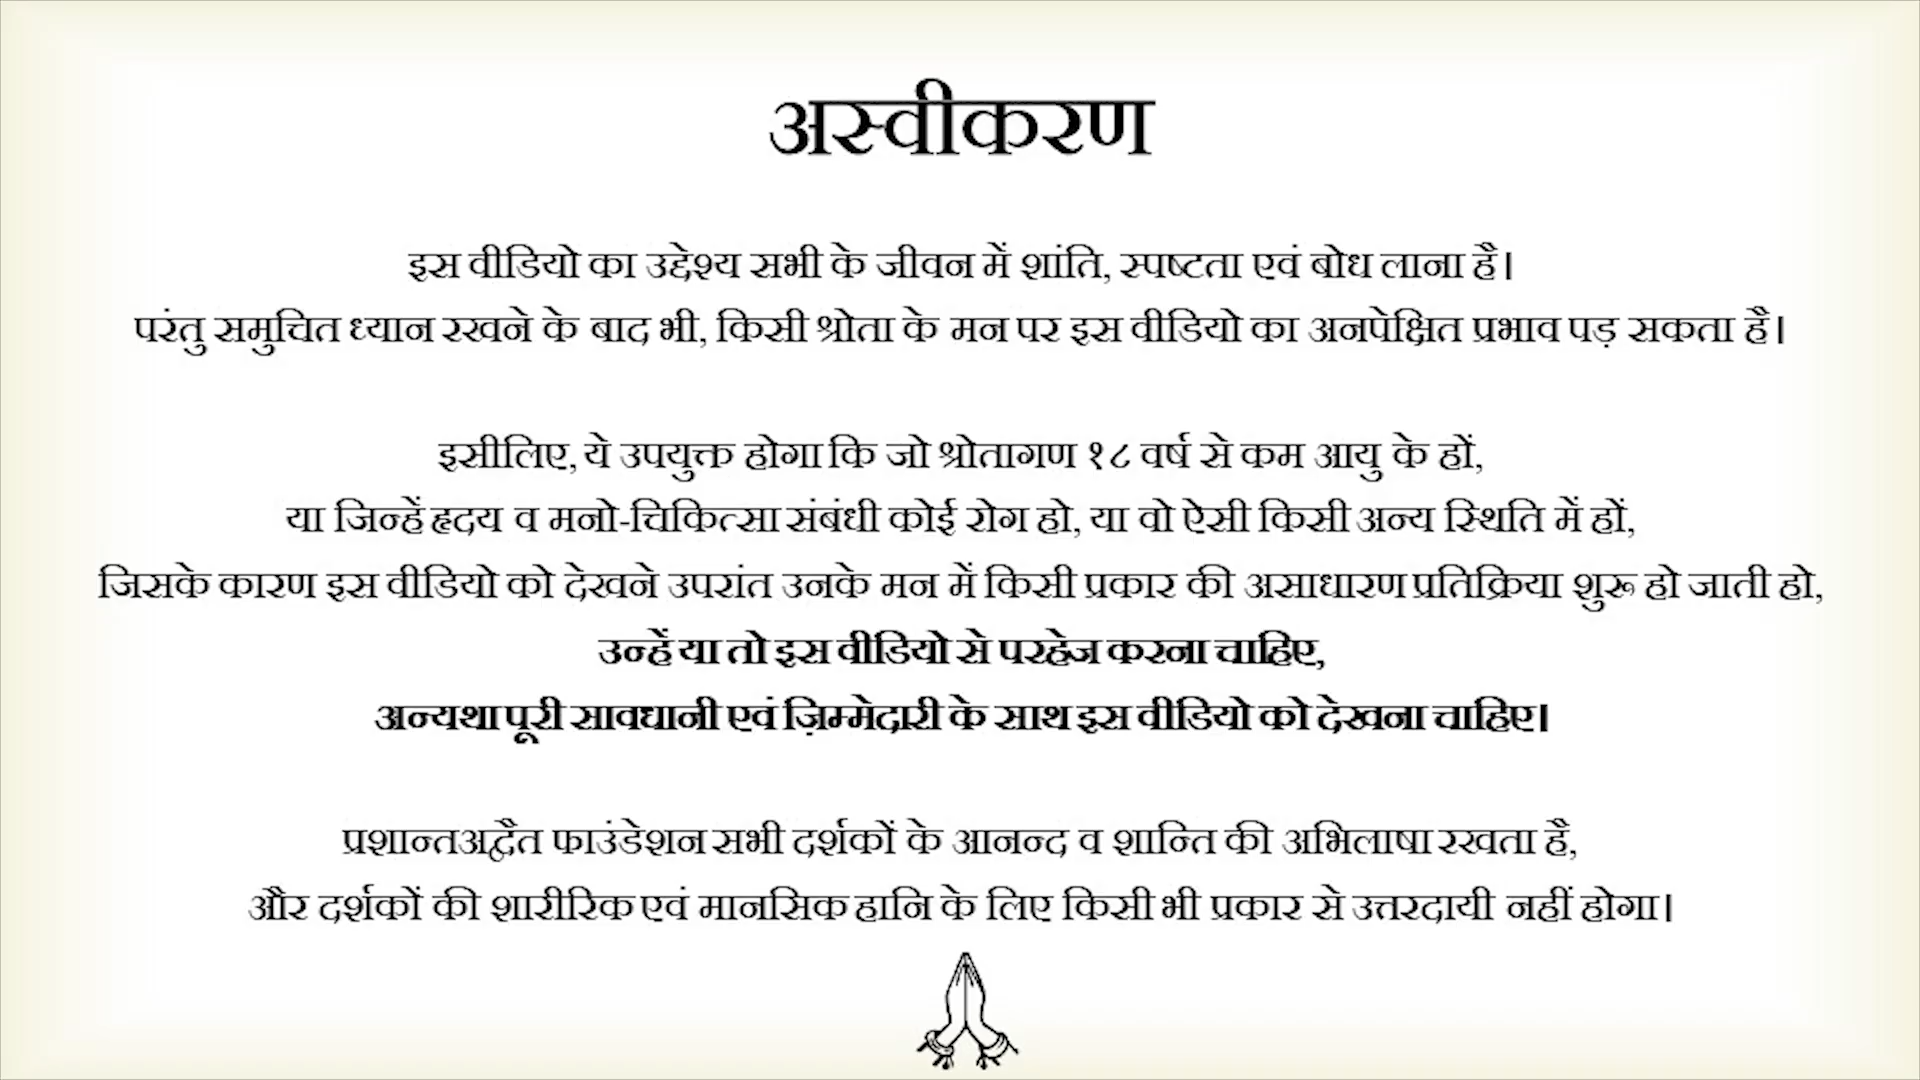 अस्वीकरण
इस वीडियो का उद्देश्य सभी के जीवन में शांति, स्पष्टता एवं बोध लाना है।
परंतु समुचित ध्यान रखने के बाद भी, किसी श्रोता के मन पर इस वीडियो का अनपेक्षित प्रभाव पड़ सकता है।
इसीलिए, ये उपयुक्त होगा कि जो श्रोतागण १८ वर्ष से कम आयु के हों,
या जिन्हें हृदय व मनो-चिकित्सा संबंधी कोई रोग हो, या वो ऐसी किसी अन्य स्थिति में हों,
जिसके कारण इस वीडियो को देखने उपरांत उनके मन में किसी प्रकार की असाधारण प्रतिक्रिया शुरू हो जाती हो,
उन्हें या तो इस वीडियो से परहेज करना चाहिए,
अन्यथा पूरी सावधानी एवं ज़िम्मेदारी के साथ इस वीडियो को देखना चाहिए।
प्रशान्तअद्वैत फाउंडेशन सभी दर्शकों के आनन्द व शान्ति की अभिलाषा रखता है,
और दर्शकों की शारीरिक एवं मानसिक हानि के लिए किसी भी प्रकार से उत्तरदायी नहीं होगा।